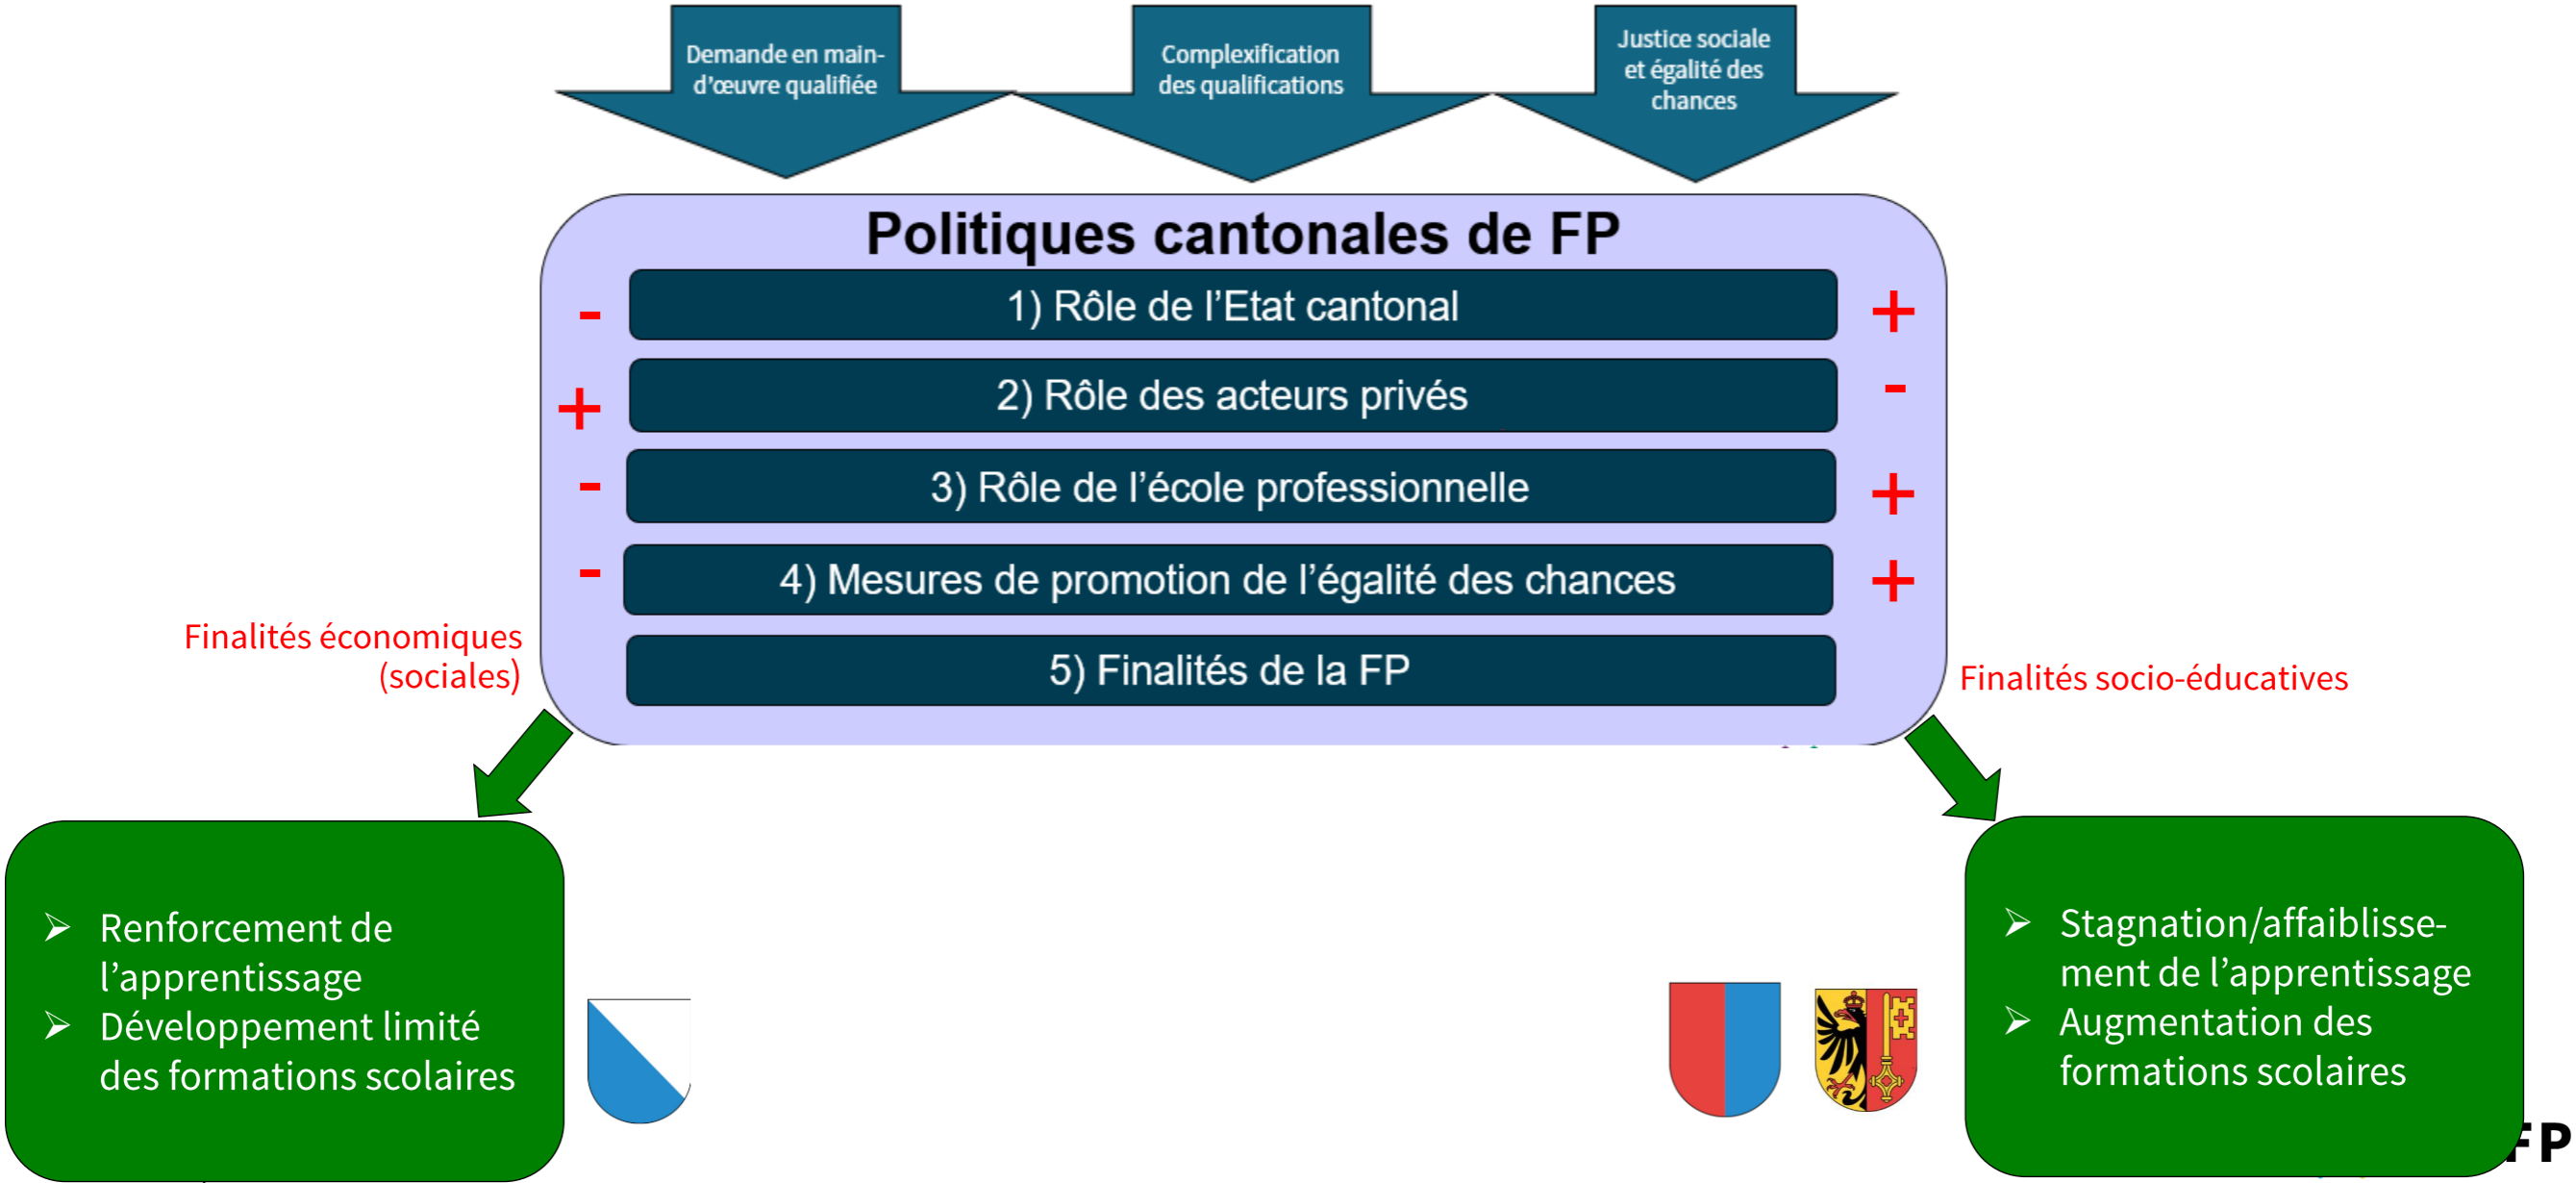 Demande en main-
d’œuvre qualifiée
Complexification
des qualifications
Justice sociale
et égalité des
chances
Politiques cantonales de FP
- 1) Rôle de l’Etat cantonal +
+ 2) Rôle des acteurs privés -
- 3) Rôle de l’école professionnelle +
- 4) Mesures de promotion de l’égalité des chances +
5) Finalités de la FP
Finalités économiques
(sociales)
Finalités socio-éducatives
➢ Renforcement de
l’apprentissage
➢ Développement limité
des formations scolaires
➢ Stagnation/affaiblisse-
ment de l’apprentissage
➢ Augmentation des
formations scolaires
FP